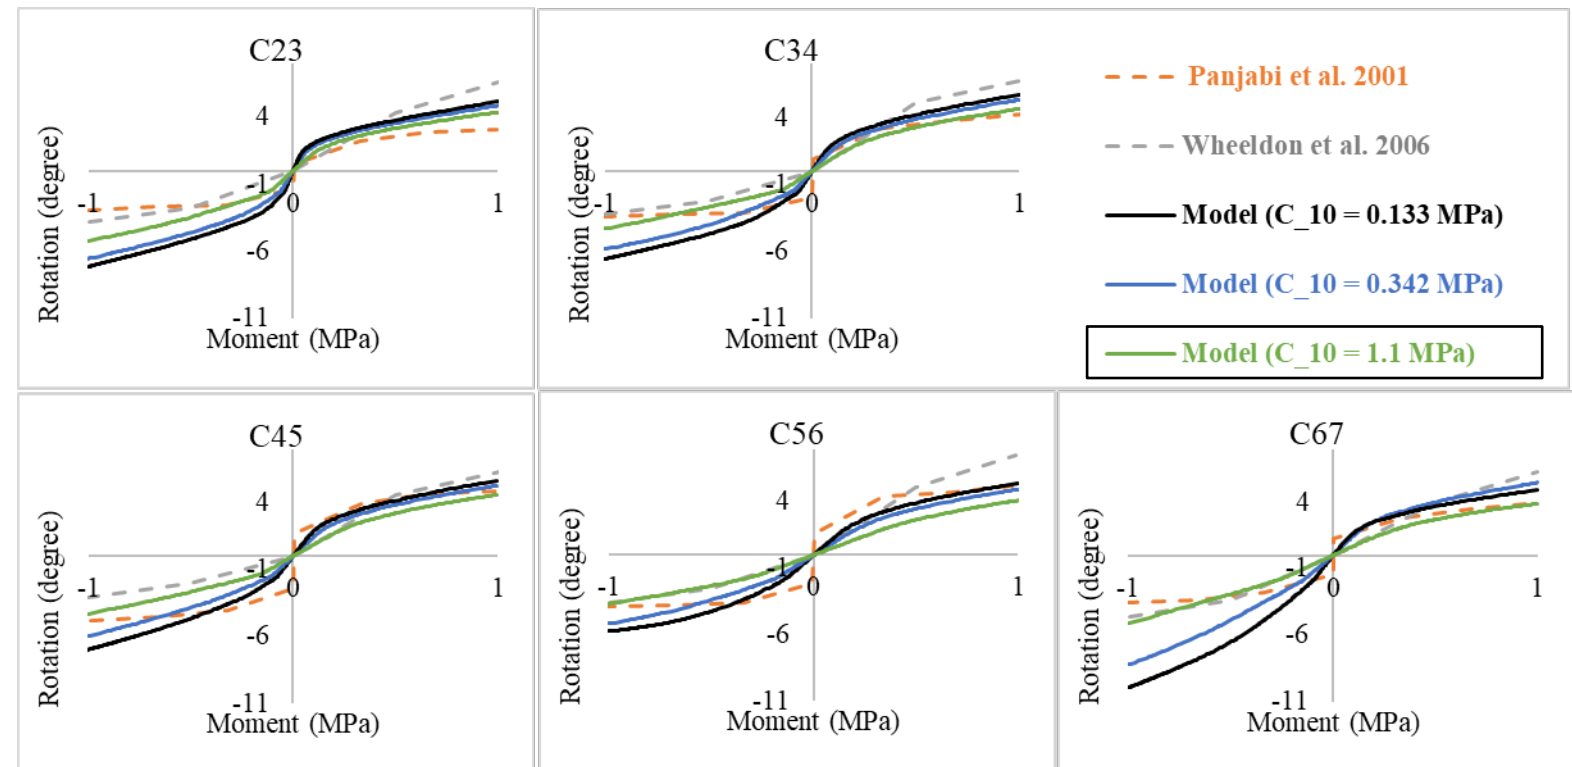 C23
4
-1
-1
0
1
-6
-11
Rotation (degree)
Moment (MPa)
C34
4
-1
-1
0
1
-6
-11
Rotation (degree)
Moment (MPa)
Panjabi et al. 2001
Wheeldon et al. 2006
Model (C_10 = 0.133 MPa)
Model (C_10 = 0.342 MPa)
Model (C_10 = 1.1 MPa)
C45
4
-1
-1
0
1
-6
-11
Rotation (degree)
Moment (MPa)
C56
4
-1
-1
0
1
-6
-11
Rotation (degree)
Moment (MPa)
C67
4
-1
-1
0
1
-6
-11
Rotation (degree)
Moment (MPa)